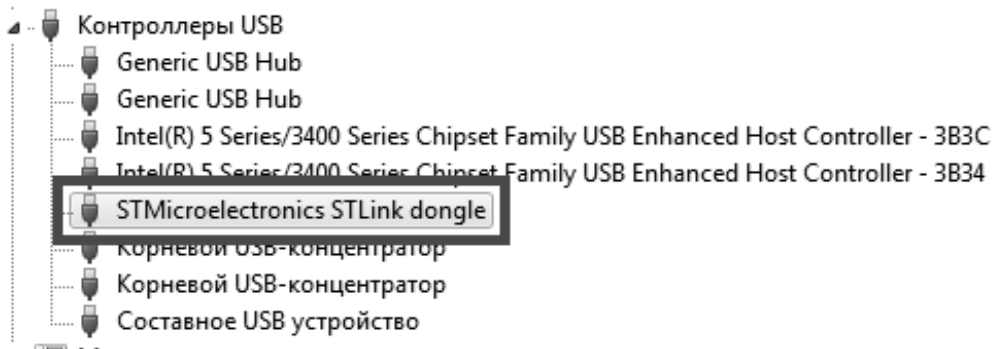 Контроллеры USB
Generic USB Hub
Generic USB Hub
Intel(R) 5 Series/3400 Series Chipset Family USB Enhanced Host Controller - 3B3C
Intel(R) 5 Series/3400 Series Chipset Family USB Enhanced Host Controller - 3B34
STMicroelectronics STLink dongle
Корневой USB-концентратор
Корневой USB-концентратор
Составное USB устройство